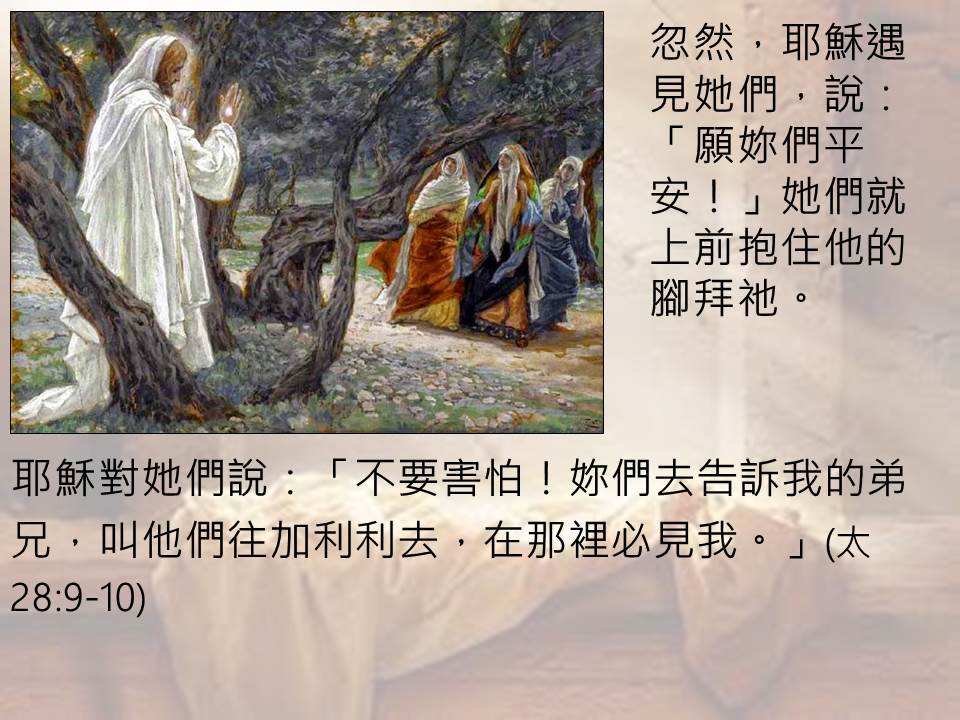 忽然，耶穌遇
見她們，說：
「願妳們平
安！」她們就
上前抱住他的
腳拜祂。
耶穌對她們說：「不要害怕！妳們去告訴我的弟
兄，叫他們往加利利去，在那裡必見我。」(太
28:9-10)